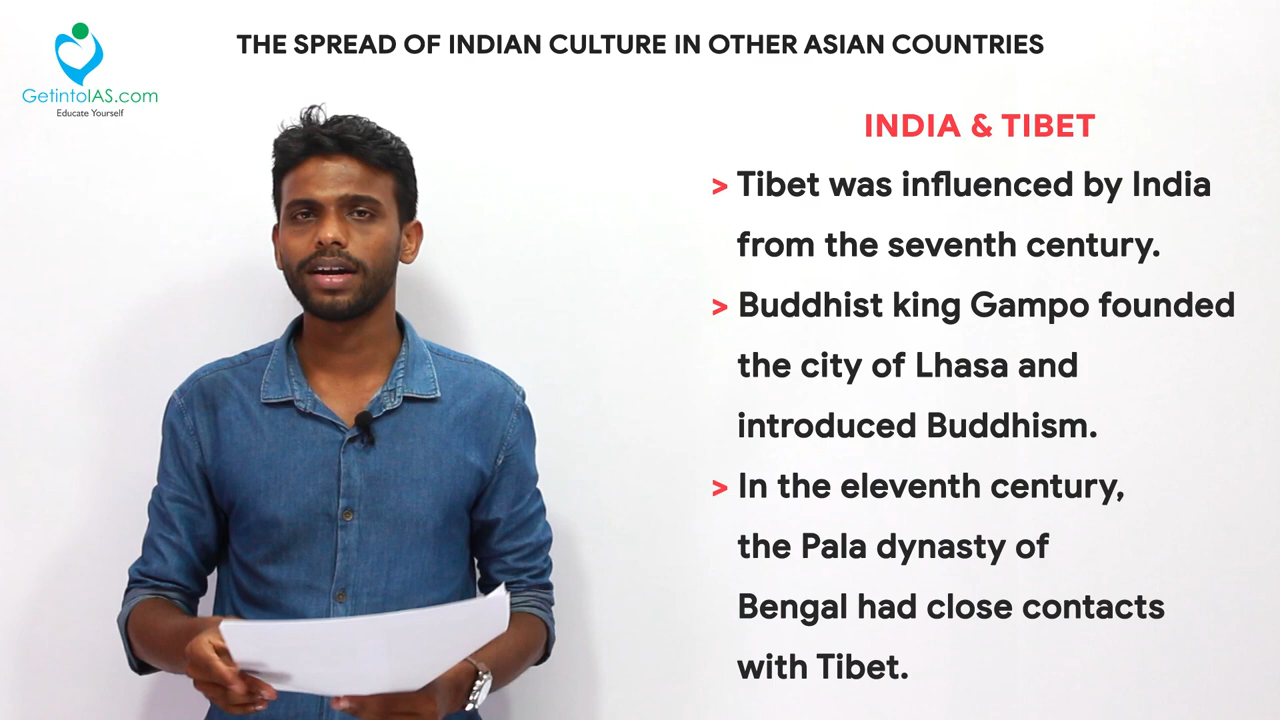 THE SPREAD OF INDIAN CULTURE IN OTHER ASIAN COUNTRIES
GetintoIAS.com
Educate Yourself
INDIA & TIBET
> Tibet was influenced by India
from the seventh century.
> Buddhist king Gampo founded
the city of Lhasa and
introduced Buddhism.
> In the eleventh century,
the Pala dynasty of
Bengal had close contacts
with Tibet.